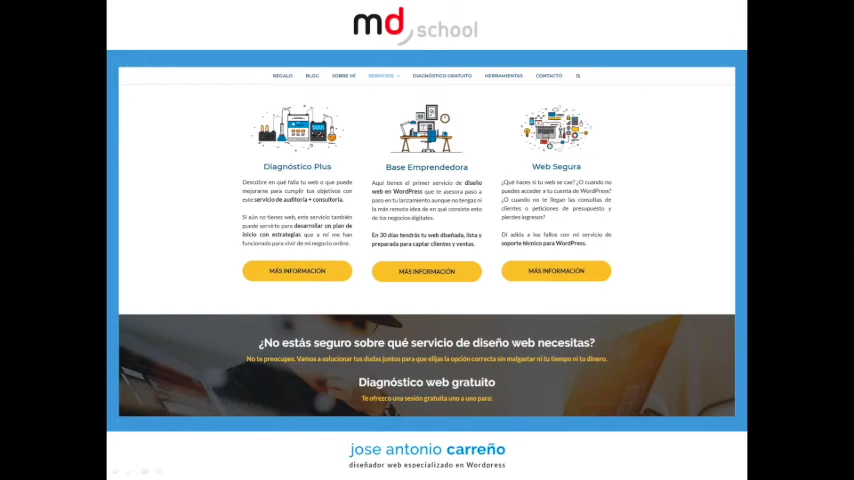 md school
REGALO BLOG SOBRE MÍ SERVICIOS DIAGNÓSTICO GRATUITO HERRAMIENTAS CONTACTO
Diagnóstico Plus
Descubre en qué falla tu web o que puede
mejorarse para cumplir tus objetivos con
este servicio de auditoría + consultoría.
Si aún no tienes web, este servicio también
puede servirte para desarrollar un plan de
inicio con estrategias que a mí me han
funcionado para vivir de mi negocio online.
MÁS INFORMACIÓN
Base Emprendedora
Aquí tienes el primer servicio de diseño
web en WordPress que te asesora paso a
paso en tu lanzamiento aunque no tengas ni
la más remota idea de en qué consiste esto
de los negocios digitales.
En 30 días tendrás tu web diseñada, lista y
preparada para captar clientes y ventas.
MÁS INFORMACIÓN
Web Segura
¿Qué haces si tu web se cae? ¿O cuando no
puedes acceder a tu cuenta de WordPress?
¿O cuando no te llegan las consultas de
clientes o peticiones de presupuesto y
pierdes ingresos?
Di adiós a los fallos con mi servicio de
soporte técnico para WordPress.
MÁS INFORMACIÓN
¿No estás seguro sobre qué servicio de diseño web necesitas?
No te preocupes. Vamos a solucionar tus dudas juntos para que elijas la opción correcta sin malgastar ni tu tiempo ni tu dinero.
Diagnóstico web gratuito
Te ofrezco una sesión gratuita uno a uno para:
jose antonio carreño
diseñador web especializado en Wordpress